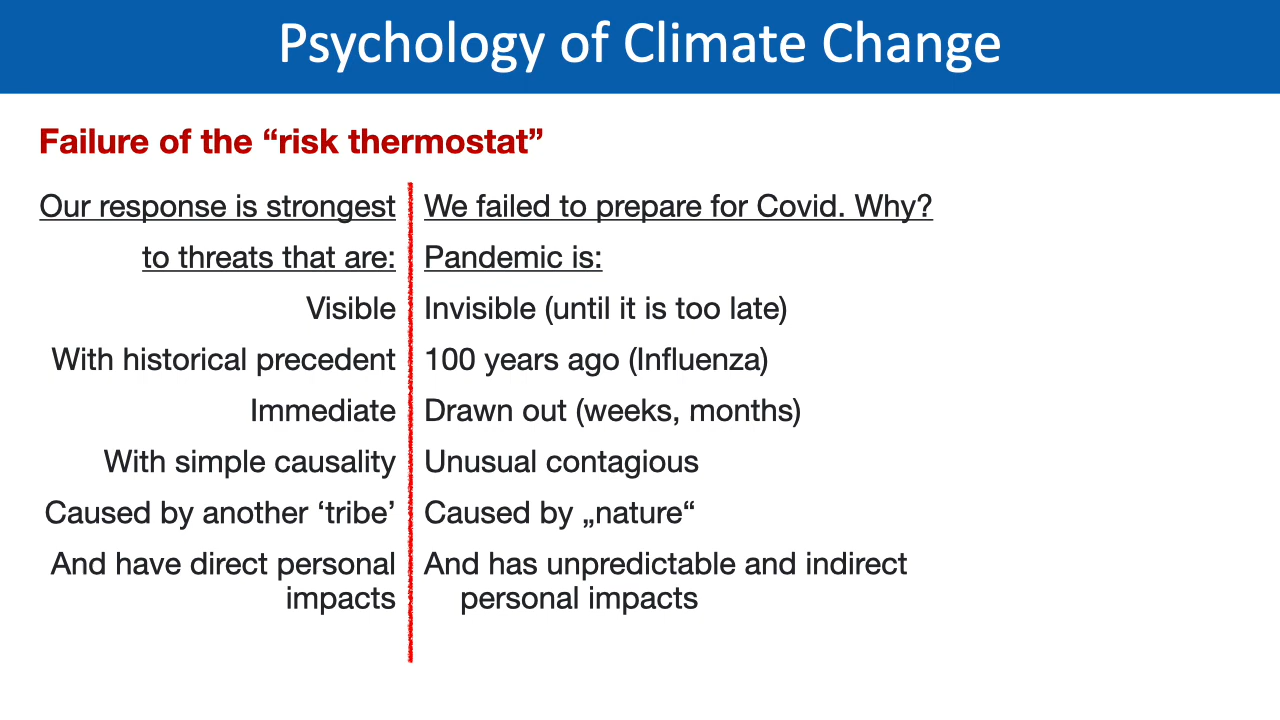 Psychology of Climate Change
Failure of the “risk thermostat”
Our response is strongest
to threats that are:
Visible
With historical precedent
Immediate
With simple causality
Caused by another ‘tribe’
And have direct personal
impacts
We failed to prepare for Covid. Why?
Pandemic is:
Invisible (until it is too late)
100 years ago (Influenza)
Drawn out (weeks, months)
Unusual contagious
Caused by „nature“
And has unpredictable and indirect
personal impacts